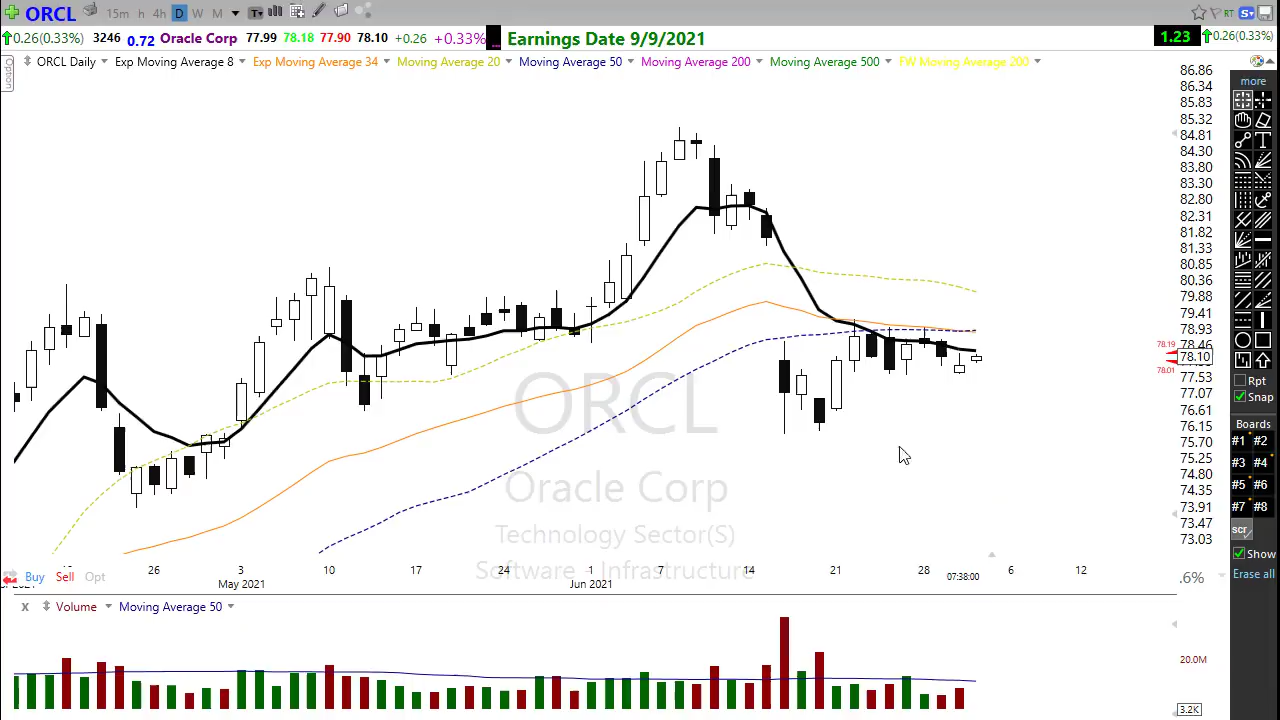 ORCL 15m h 4h D W M T RT S
0.26(0.33%) 3246 0.72 Oracle Corp 77.99 78.18 77.90 78.10 +0.26 +0.33% Earnings Date 9/9/2021 1.23 0.26(0.33%)
Option
ORCL Daily Exp Moving Average 8 Exp Moving Average 34 Moving Average 20 Moving Average 50 Moving Average 200 Moving Average 500 FW Moving Average 200
86.86
86.34
85.83
85.32
84.81
84.30
83.80
83.30
82.80
82.31
81.82
81.33
80.85
80.36
79.88
79.41
78.93
78.46
78.19
78.10
78.01
77.53
77.07
76.61
76.15
75.70
75.25
74.80
74.35
73.91
73.47
73.03
more
T
Rpt
Snap
Boards
#1 #2
#3 #4
#5 #6
#7 #8
scr
Show
Erase all
ORCL
Oracle Corp
Technology Sector(S)
Software - Infrastructure
26 3 10 17 24 1 7 14 21 28 07:38:00 6 12
May 2021 Jun 2021
Buy Sell Opt
.6%
x Volume Moving Average 50
20.0M
3.2K